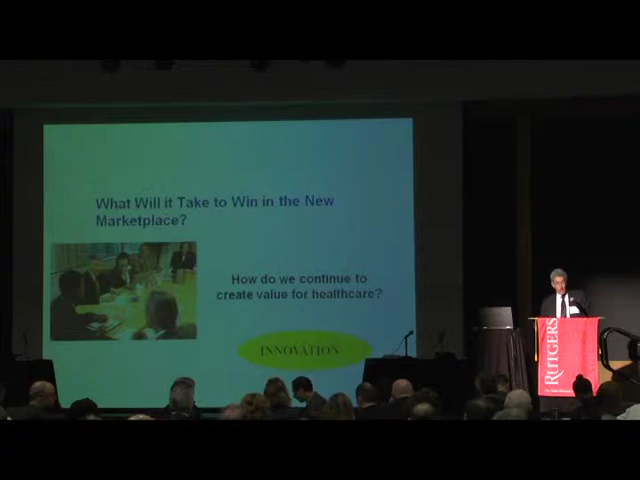 What Will it Take to Win in the New
Marketplace?
How do we continue to
create value for healthcare?
INNOVATION
RUTGERS